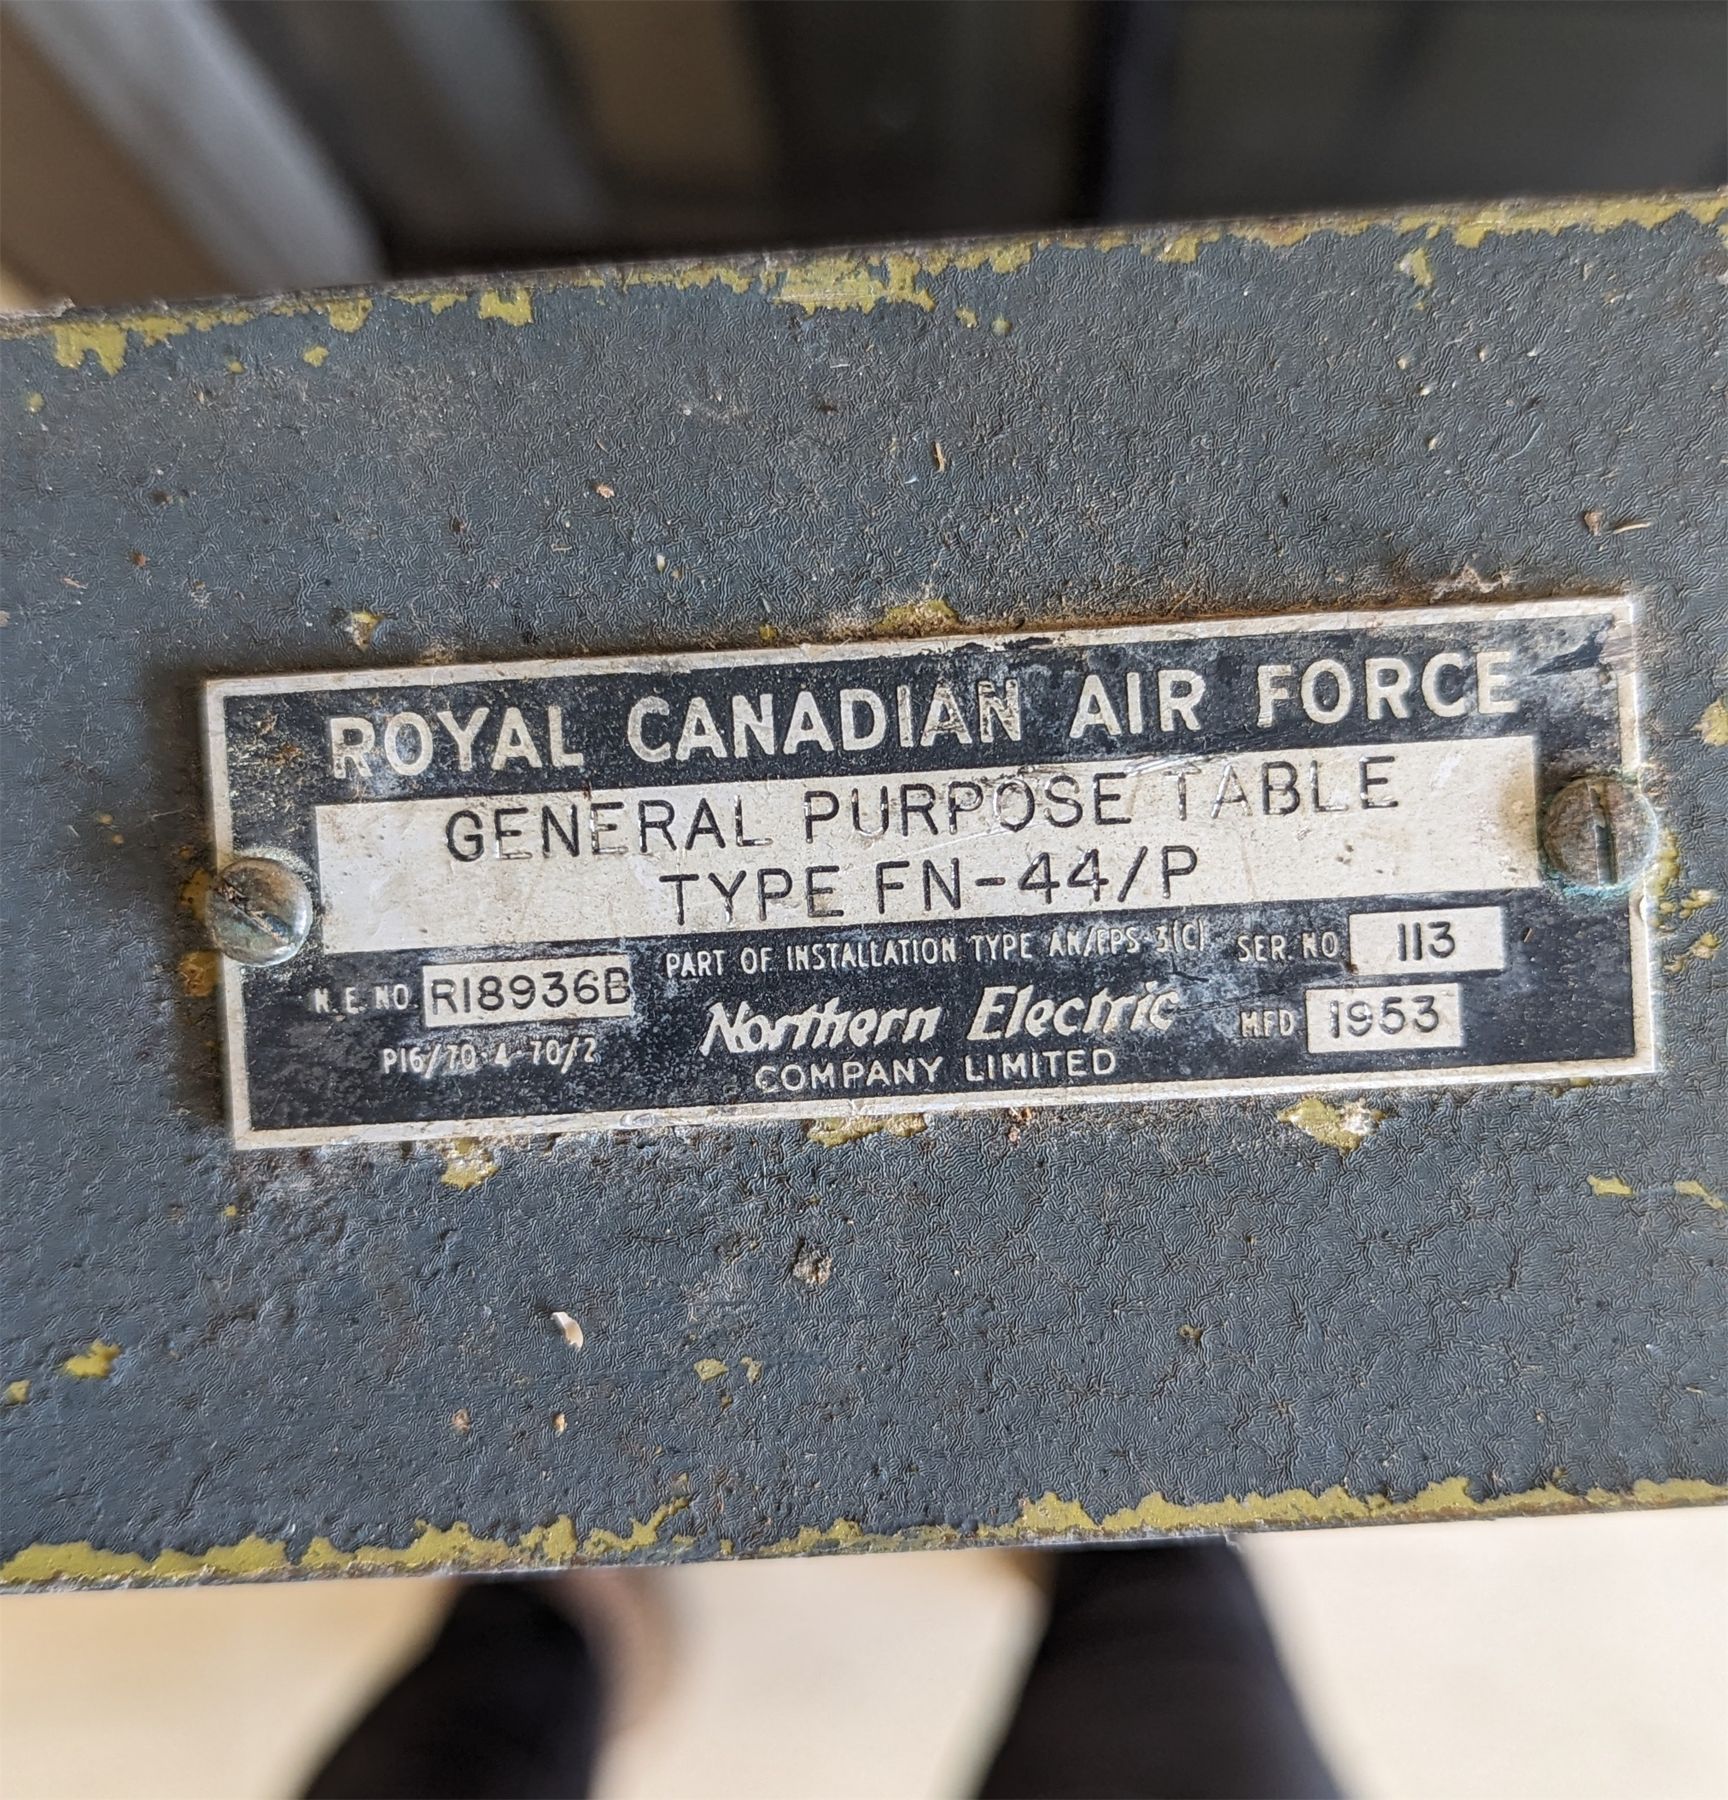 ROYAL CANADIAN AIR FORCE
GENERAL PURPOSE TABLE
TYPE FN-44/P
PART OF INSTALLATION TYPE AN/FPS-3(C) SER. NO 113
N.E. NO R18936B
Northern Electric MFD 1953
P16/70-4-70/2
COMPANY LIMITED